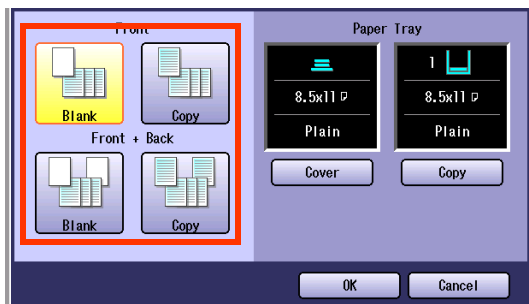 Front
Blank
Copy
Front + Back
Blank
Copy
Paper Tray
8.5x11
Plain
1
8.5x11
Plain
Cover
Copy
OK
Cancel